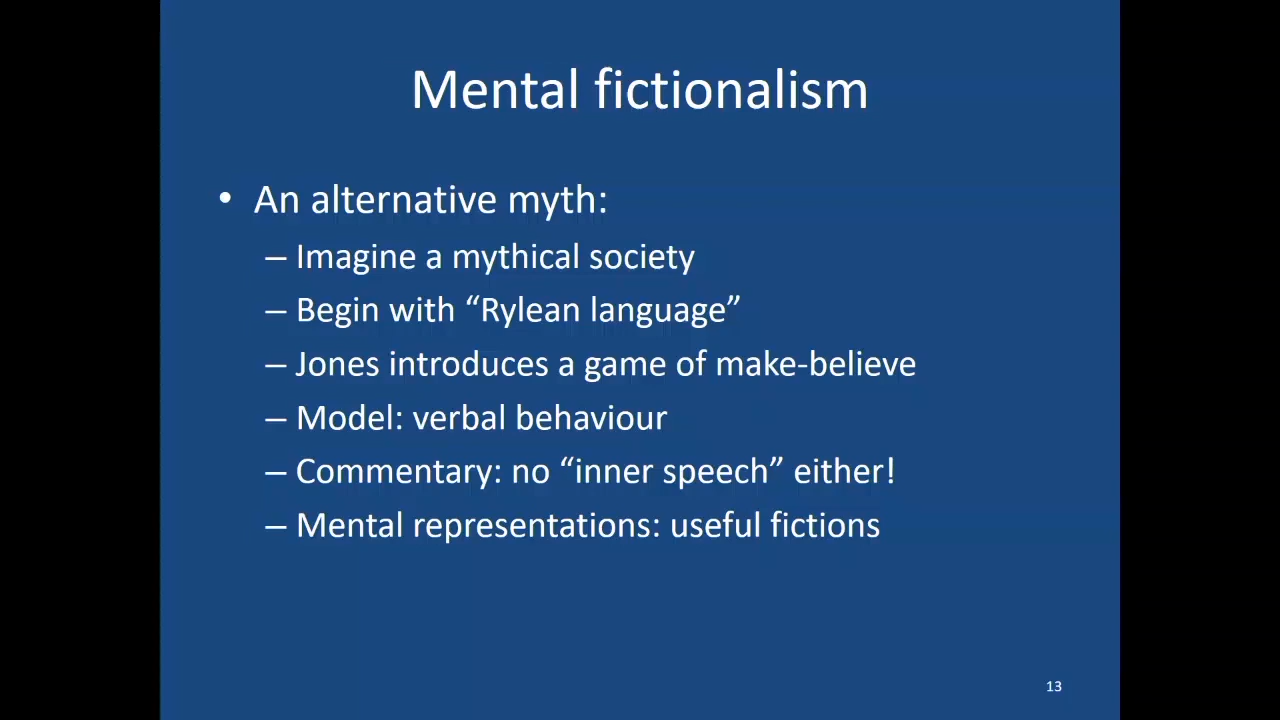 Mental fictionalism
• An alternative myth:
– Imagine a mythical society
– Begin with “Rylean language”
– Jones introduces a game of make-believe
– Model: verbal behaviour
– Commentary: no “inner speech” either!
– Mental representations: useful fictions
13